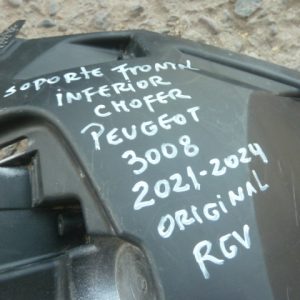 SOPORTE FRONTAL
INFERIOR
CHOFER
PEUGEOT
3008
2021-2024
ORIGINAL
RGV